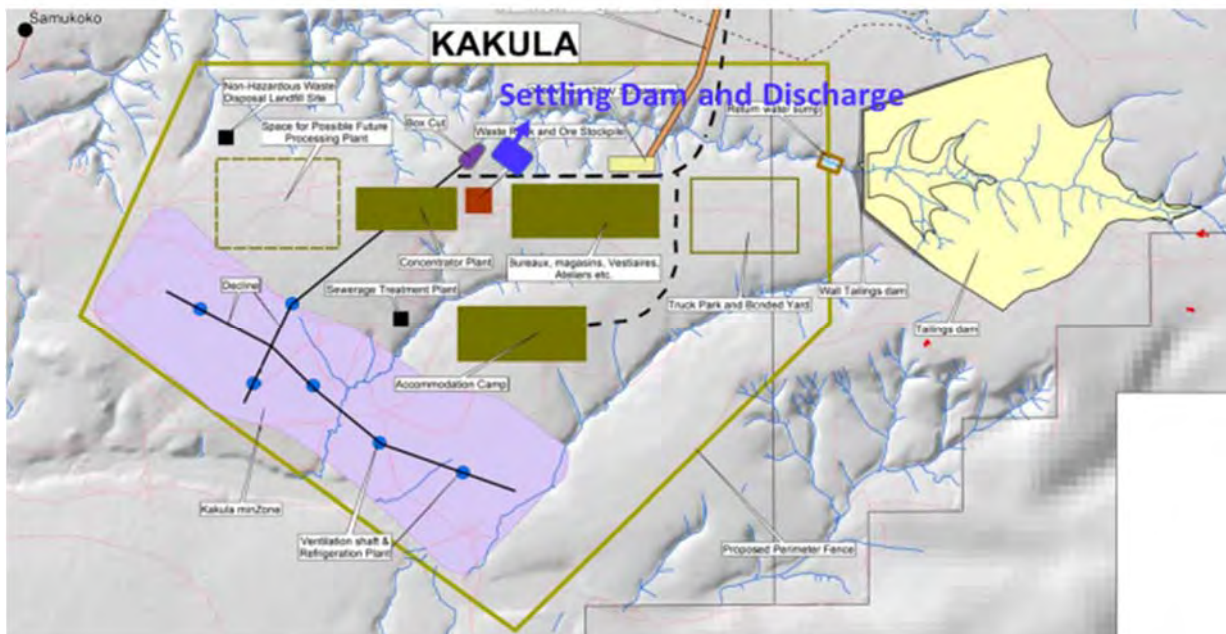 Samukoko
KAKULA
Non-Hazardous Waste
Disposal Landfill Site
Settling Dam and Discharge
Return water sump
Box Cut
Waste Rock and Ore Stockpile
Space for Possible Future
Processing Plant
Concentrator Plant
Bureaux, magasins, Vestiaires,
Ateliers etc.
Decline
Sewerage Treatment Plant
Truck Park and Bonded Yard
Wall Tailings dam
Tailings dam
Accommodation Camp
Kakula minZone
Ventilation shaft &
Refrigeration Plant
Proposed Perimeter Fence